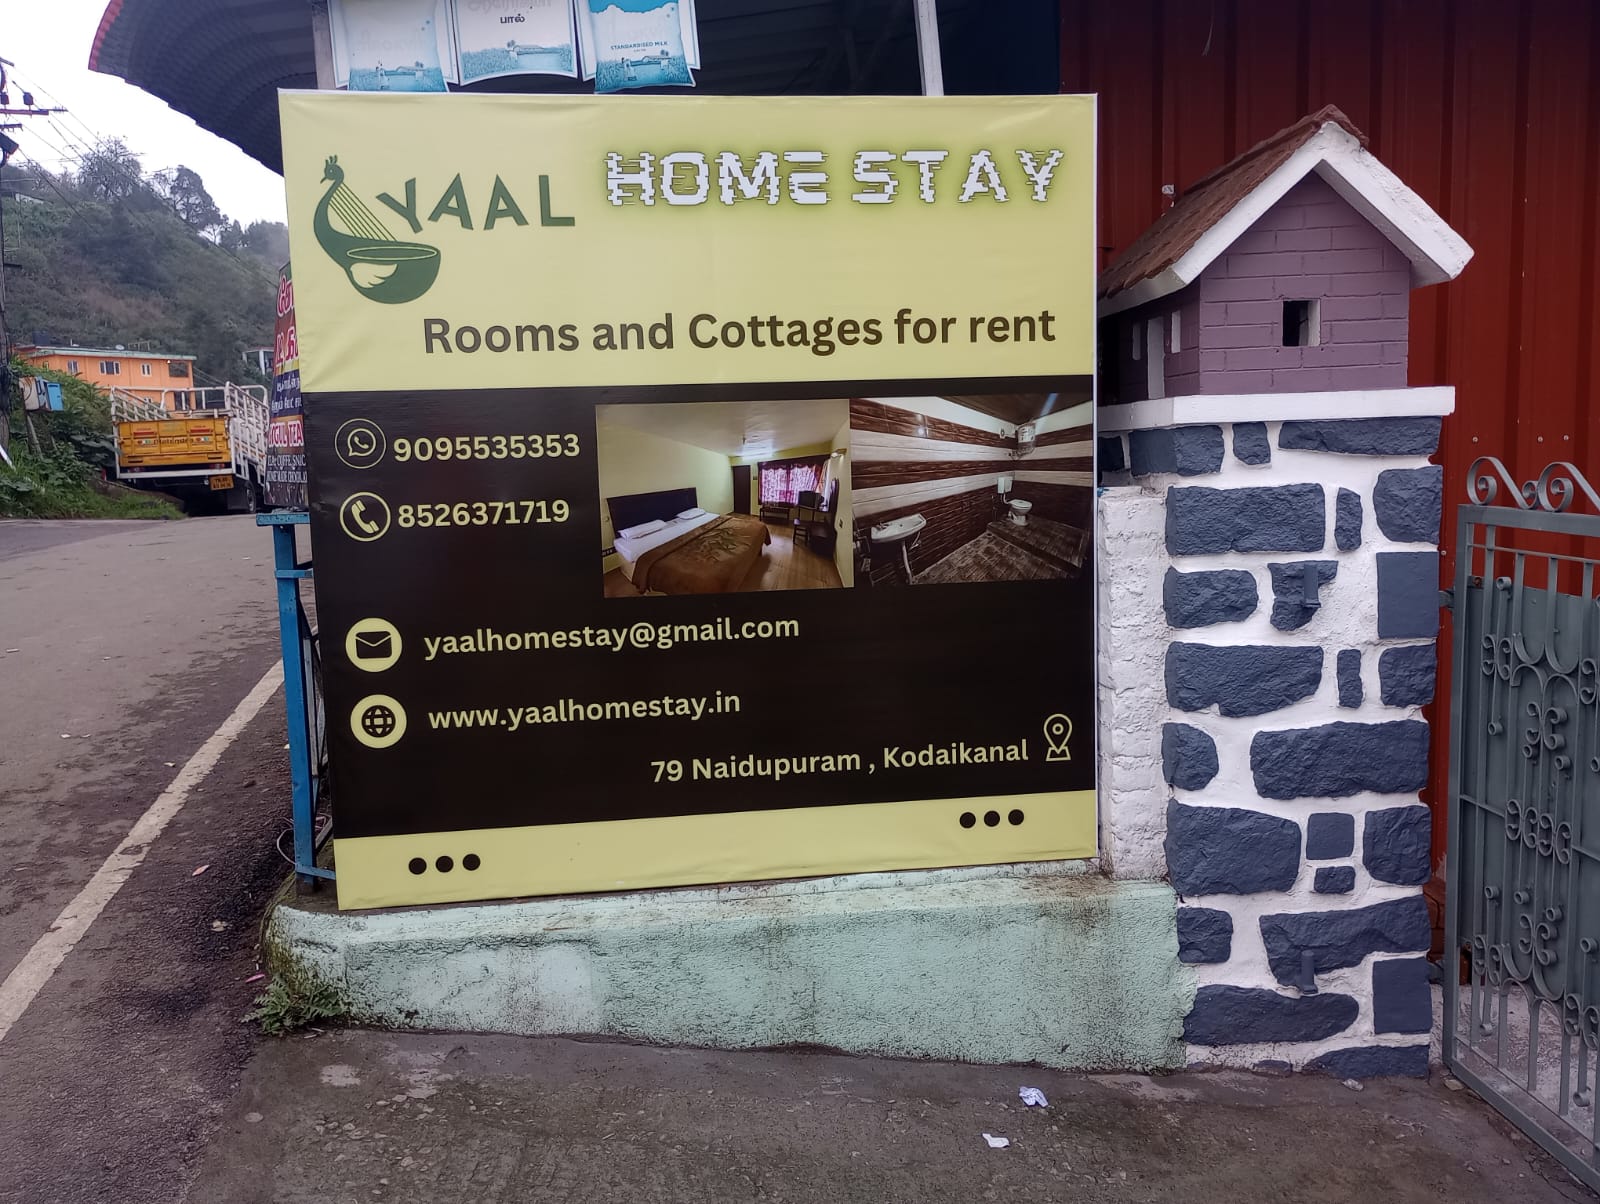 பால்
STANDARDISED MILK
YAAL
HOME STAY
Rooms and Cottages for rent
9095535353
8526371719
yaalhomestay@gmail.com
www.yaalhomestay.in
79 Naidupuram , Kodaikanal